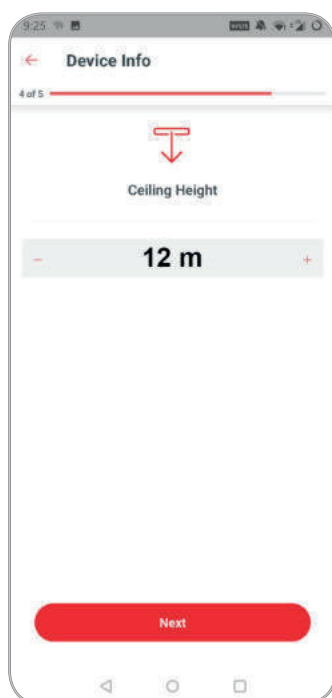 9:25
Device Info
4 of 5
Ceiling Height
− 12 m +
Next